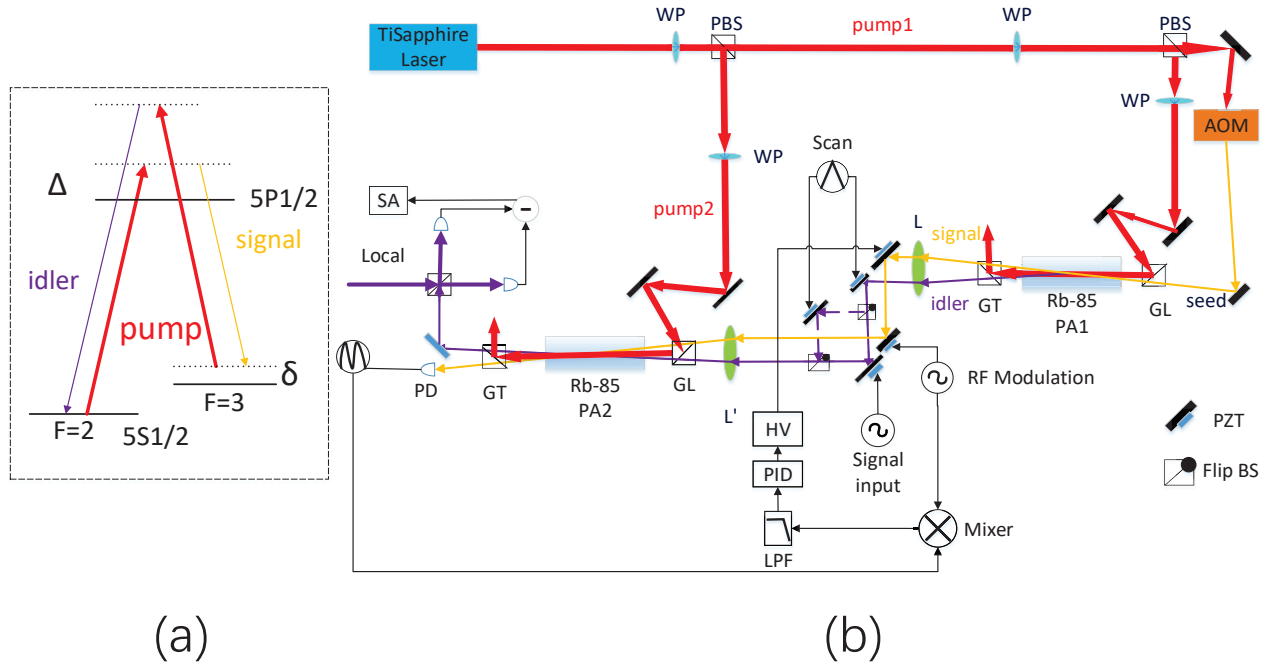 TiSapphire
Laser
WP
PBS
pump1
WP
PBS
WP
AOM
WP
pump2
Scan
SA
−
Local
L
signal
idler
GT
Rb-85
PA1
GL
seed
PD
GT
Rb-85
PA2
GL
L'
HV
PID
LPF
Signal
input
RF Modulation
Mixer
PZT
Flip BS
Δ
5P1/2
signal
idler
pump
δ
F=3
F=2
5S1/2
(a)
(b)